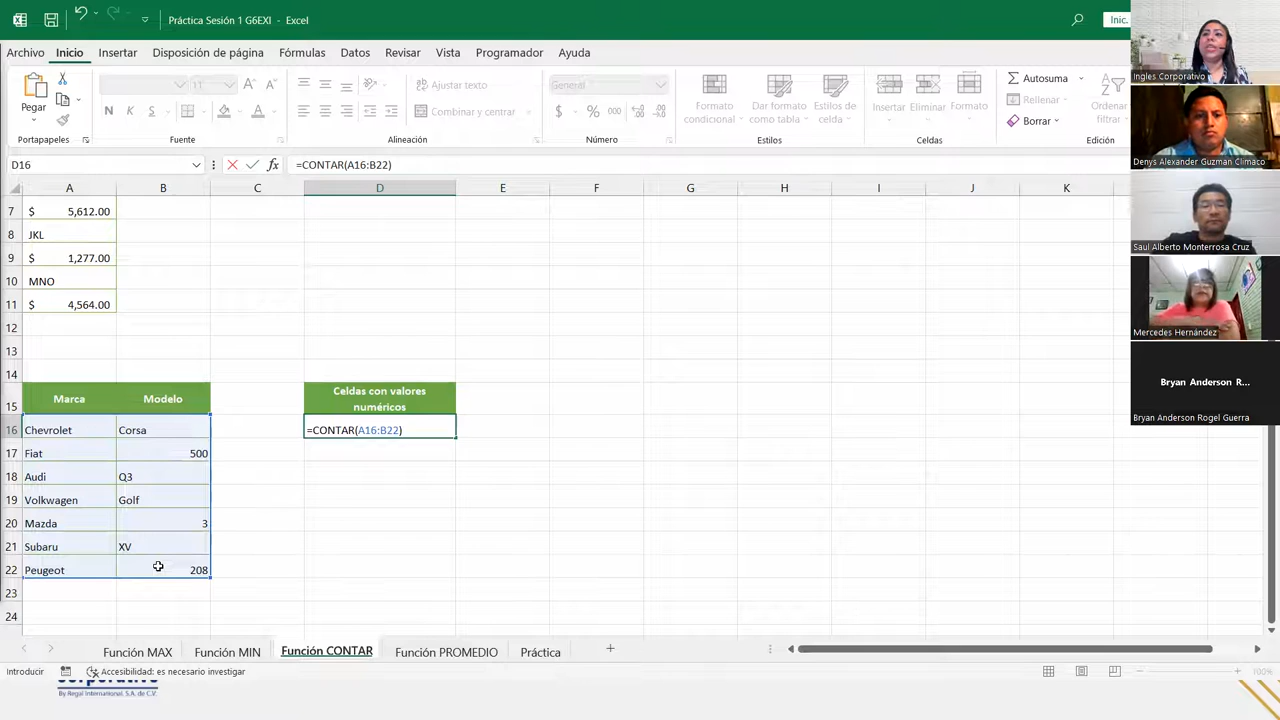 Práctica Sesión 1 G6EXI - Excel
Inic.
Archivo Inicio Insertar Disposición de página Fórmulas Datos Revisar Vista Ayuda
Pegar
Portapapeles
N K S
Fuente
Combinar y
Alineación
$ % 000
Número
Formato condicional
Dar formato como tabla
Estilos de celda
Estilos
Insertar Eliminar Formato
Celdas
Autosuma
Rellenar
Borrar
Ordenar
Edición
D16
fx
=CONTAR(A16:B22)
A B C D E F G H I J K
7 $ 5,612.00
8 JKL
9 $ 1,277.00
10 MNO
11 $ 4,564.00
12
13
14
15 Marca Modelo Celdas con valores numéricos
16 Chevrolet Corsa =CONTAR(A16:B22)
17 Fiat 500
18 Audi Q3
19 Volkwagen Golf
20 Mazda 3
21 Subaru XV
22 Peugeot 208
23
24
Función MAX Función MIN Función CONTAR Función PROMEDIO Práctica
Introducir
Accesibilidad: es necesario investigar
100%
By Regal International, S.A. de C.V.
Ingles Corporativo
Denys Alexander Guzman Climaco
Saul Alberto Monterrosa Cruz
Mercedes Hernández
Bryan Anderson R...
Bryan Anderson Rogel Guerra